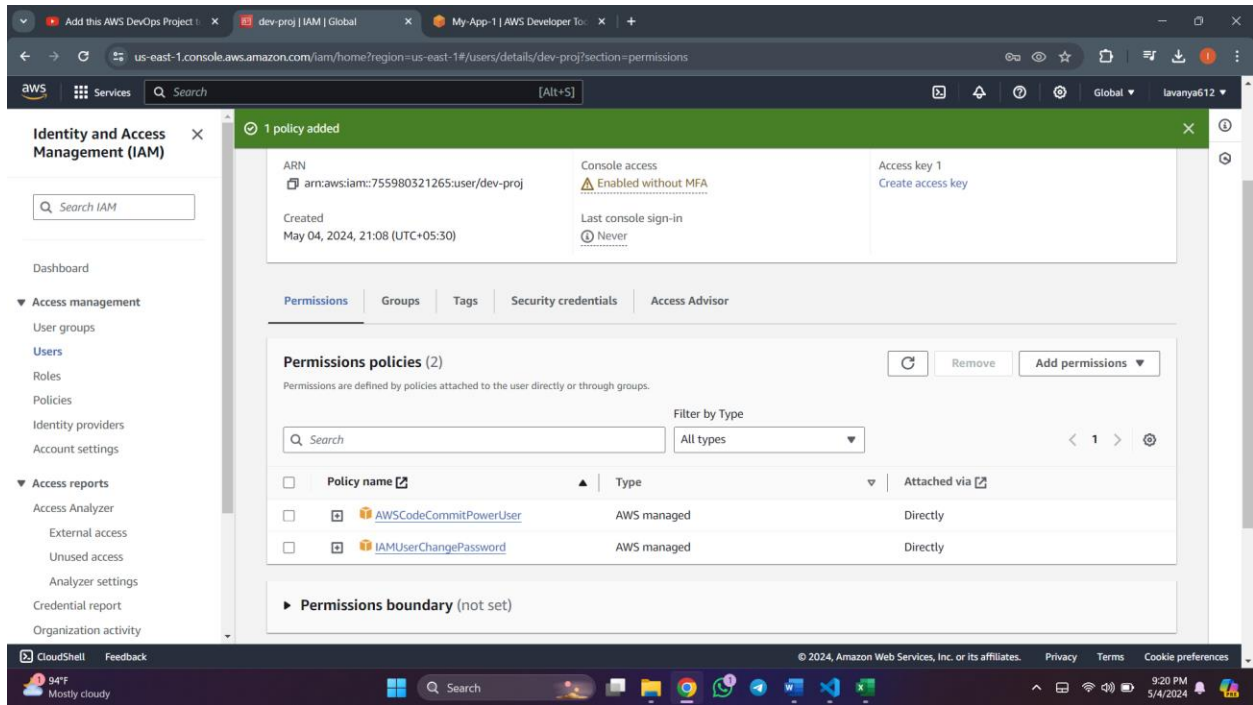 Add this AWS DevOps Project t
dev-proj | IAM | Global
My-App-1 | AWS Developer Too
us-east-1.console.aws.amazon.com/iam/home?region=us-east-1#/users/details/dev-proj?section=permissions
aws Services Search [Alt+S] Global lavanya612
Identity and Access Management (IAM)
Search IAM
Dashboard
Access management
User groups
Users
Roles
Policies
Identity providers
Account settings
Access reports
Access Analyzer
External access
Unused access
Analyzer settings
Credential report
Organization activity
1 policy added
ARN
arn:aws:iam::755980321265:user/dev-proj
Console access
Enabled without MFA
Access key 1
Create access key
Created
May 04, 2024, 21:08 (UTC+05:30)
Last console sign-in
Never
Permissions Groups Tags Security credentials Access Advisor
Permissions policies (2)
Permissions are defined by policies attached to the user directly or through groups.
Remove
Add permissions
Filter by Type
Search
All types
1
Policy name Type Attached via
AWSCodeCommitPowerUser AWS managed Directly
IAMUserChangePassword AWS managed Directly
Permissions boundary (not set)
CloudShell Feedback © 2024, Amazon Web Services, Inc. or its affiliates. Privacy Terms Cookie preferences
1
94°F
Mostly cloudy
Search
9:20 PM
5/4/2024